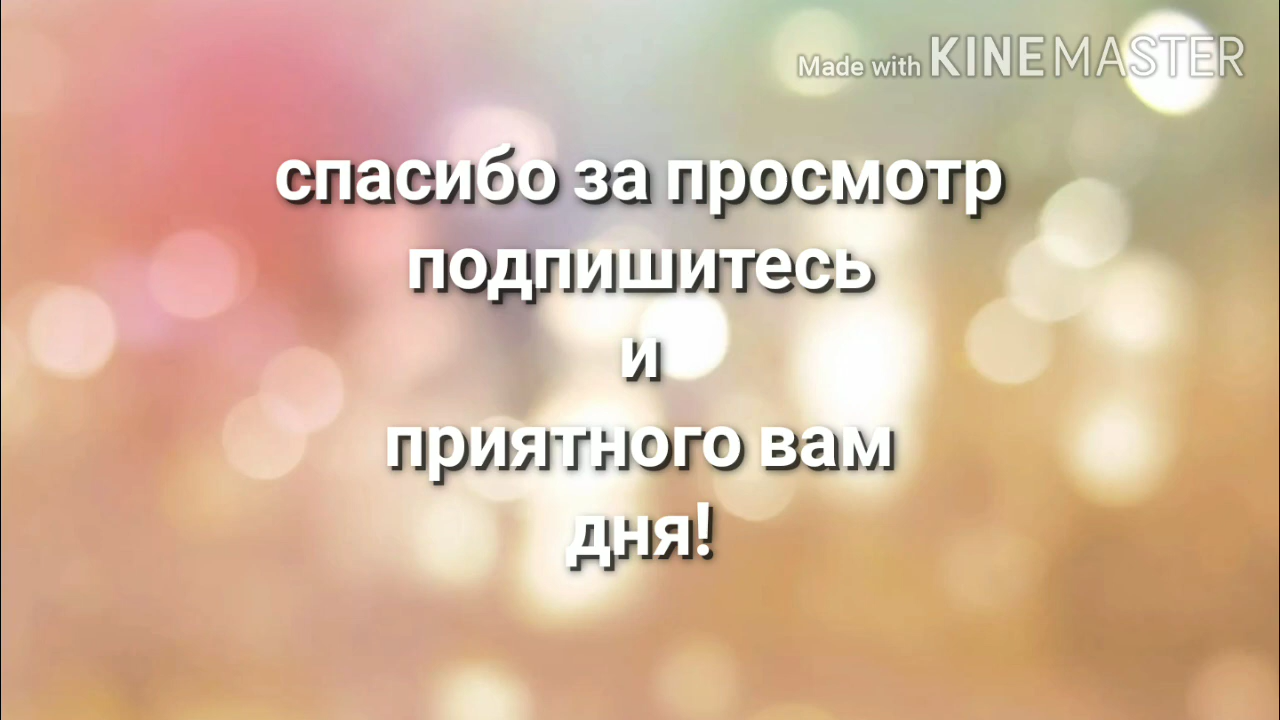 Made with KINEMASTER
спасибо за просмотр
подпишитесь
и
приятного вам
дня!